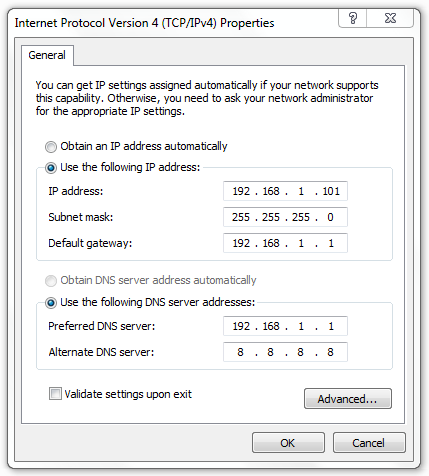 Internet Protocol Version 4 (TCP/IPv4) Properties
General
You can get IP settings assigned automatically if your network supports
this capability. Otherwise, you need to ask your network administrator
for the appropriate IP settings.
Obtain an IP address automatically
Use the following IP address:
IP address: 192 . 168 . 1 . 101
Subnet mask: 255 . 255 . 255 . 0
Default gateway: 192 . 168 . 1 . 1
Obtain DNS server address automatically
Use the following DNS server addresses:
Preferred DNS server: 192 . 168 . 1 . 1
Alternate DNS server: 8 . 8 . 8 . 8
Validate settings upon exit
Advanced...
OK Cancel